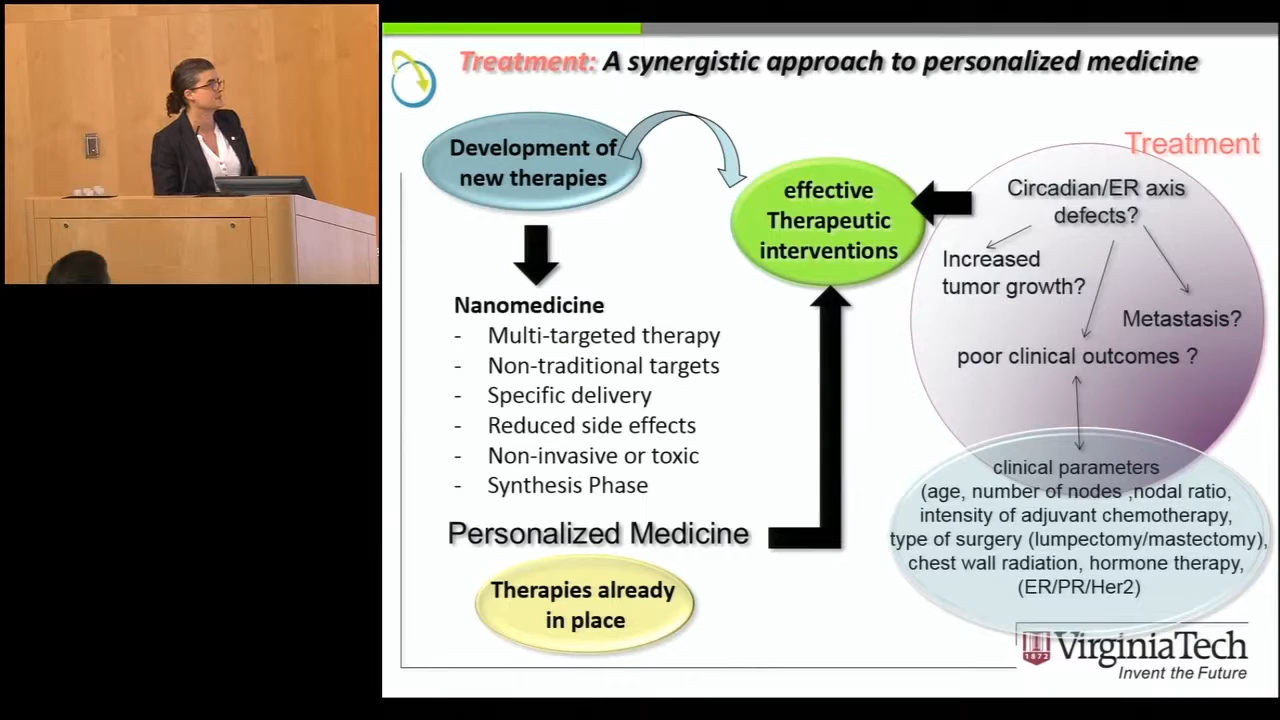 Treatment: A synergistic approach to personalized medicine
Development of
new therapies
effective
Therapeutic
interventions
Treatment
Circadian/ER axis
defects?
Increased
tumor growth?
Metastasis?
poor clinical outcomes ?
Nanomedicine
- Multi-targeted therapy
- Non-traditional targets
- Specific delivery
- Reduced side effects
- Non-invasive or toxic
- Synthesis Phase
Personalized Medicine
Therapies already
in place
clinical parameters
(age, number of nodes ,nodal ratio,
intensity of adjuvant chemotherapy,
type of surgery (lumpectomy/mastectomy),
chest wall radiation, hormone therapy,
(ER/PR/Her2)
1872
VirginiaTech
Invent the Future